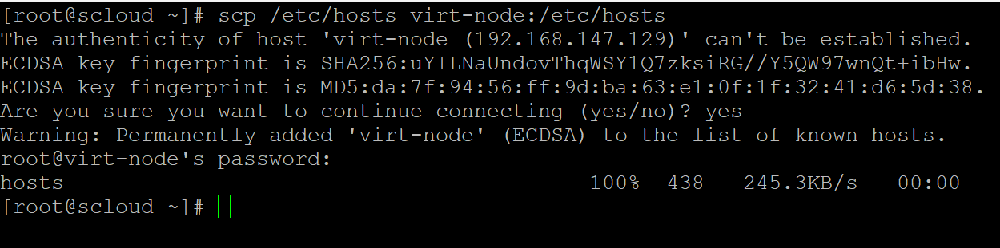 [root@scloud ~]# scp /etc/hosts virt-node:/etc/hosts
The authenticity of host 'virt-node (192.168.147.129)' can't be established.
ECDSA key fingerprint is SHA256:uYILNaUndovThqWSY1Q7zksiRG//Y5QW97wnQt+ibHw.
ECDSA key fingerprint is MD5:da:7f:94:56:ff:9d:ba:63:e1:0f:1f:32:41:d6:5d:38.
Are you sure you want to continue connecting (yes/no)? yes
Warning: Permanently added 'virt-node' (ECDSA) to the list of known hosts.
root@virt-node's password:
hosts 100% 438 245.3KB/s 00:00
[root@scloud ~]#